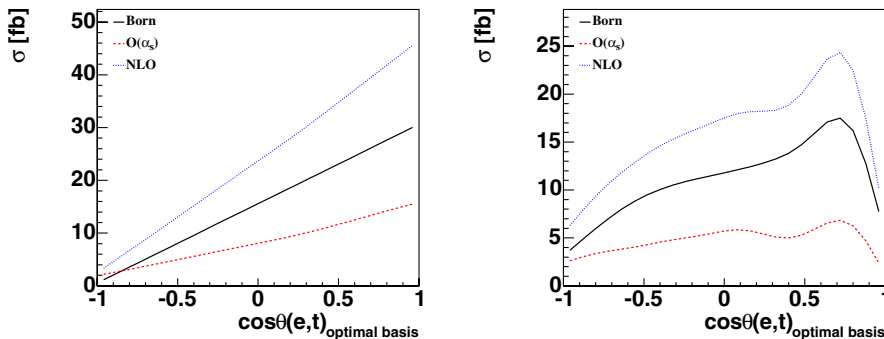 σ [fb]
50
40
30
20
10
0
Born
O(αs)
NLO
-1 -0.5 0 0.5 1
cosθ(e,t)optimal basis
σ [fb]
25
20
15
10
5
0
Born
O(αs)
NLO
-1 -0.5 0 0.5 1
cosθ(e,t)optimal basis